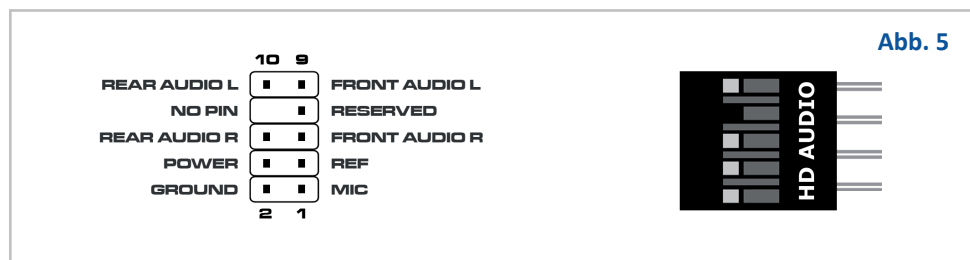 Abb. 5
10 9
REAR AUDIO L FRONT AUDIO L
NO PIN RESERVED
REAR AUDIO R FRONT AUDIO R
POWER REF
GROUND MIC
2 1
HD AUDIO